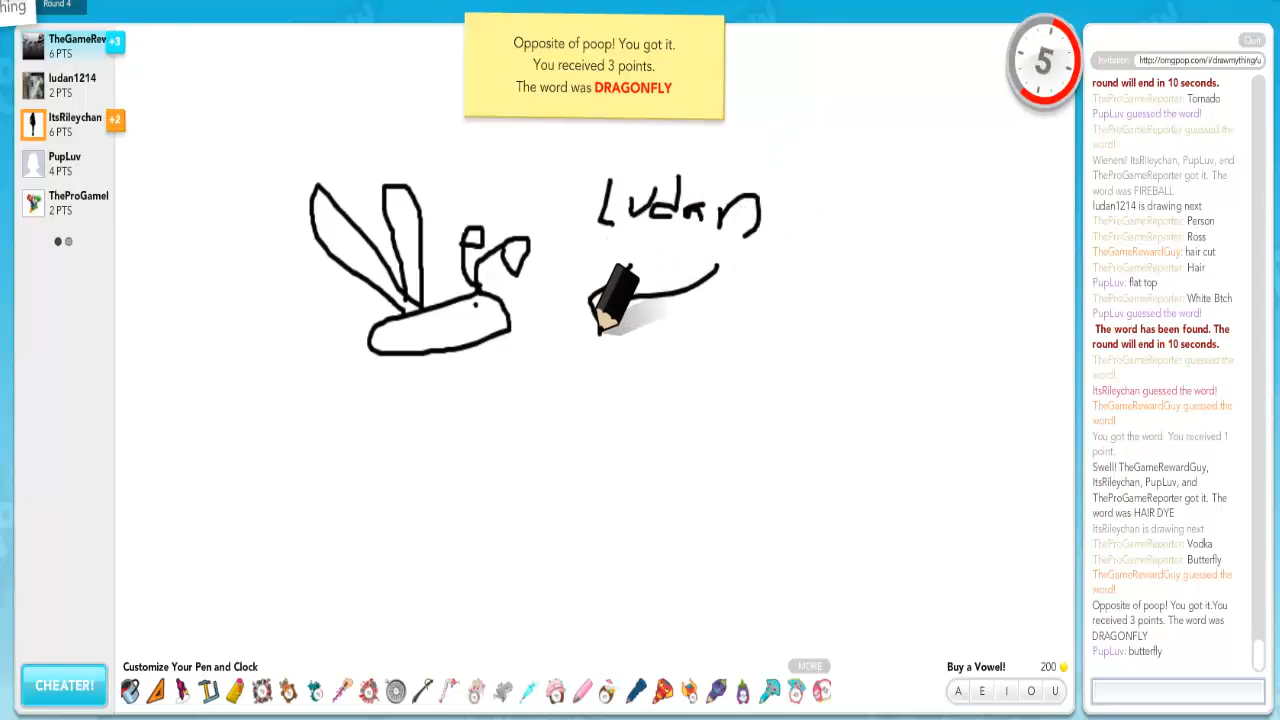 thing
Round 4
TheGameRew +3
6 PTS
ludan1214
2 PTS
ItsRileychan +2
6 PTS
PupLuv
4 PTS
TheProGameI
2 PTS
CHEATER!
Opposite of poop! You got it.
You received 3 points.
The word was DRAGONFLY
5
Ludan
Customize Your Pen and Clock
MORE
Buy a Vowel! 200
A E I O U
Quit
Invitation http://omgpop.com/i/drawmything/u
round will end in 10 seconds.
TheProGameReporter: Tornado
PupLuv guessed the word!
TheProGameReporter guessed the
word!
Wieners! ItsRileychan, PupLuv, and
TheProGameReporter got it. The
word was FIREBALL
ludan1214 is drawing next
TheProGameReporter: Person
TheProGameReporter: Ross
TheGameRewardGuy: hair cut
TheProGameReporter: Hair
PupLuv: flat top
TheProGameReporter: White Btch
PupLuv guessed the word!
The word has been found. The
round will end in 10 seconds.
TheProGameReporter guessed the
word!
ItsRileychan guessed the word!
TheGameRewardGuy guessed the
word!
You got the word. You received 1
point.
Swell! TheGameRewardGuy,
ItsRileychan, PupLuv, and
TheProGameReporter got it. The
word was HAIR DYE
ItsRileychan is drawing next
TheProGameReporter: Vodka
TheProGameReporter: Butterfly
TheGameRewardGuy guessed the
word!
Opposite of poop! You got it.You
received 3 points. The word was
DRAGONFLY
PupLuv: butterfly